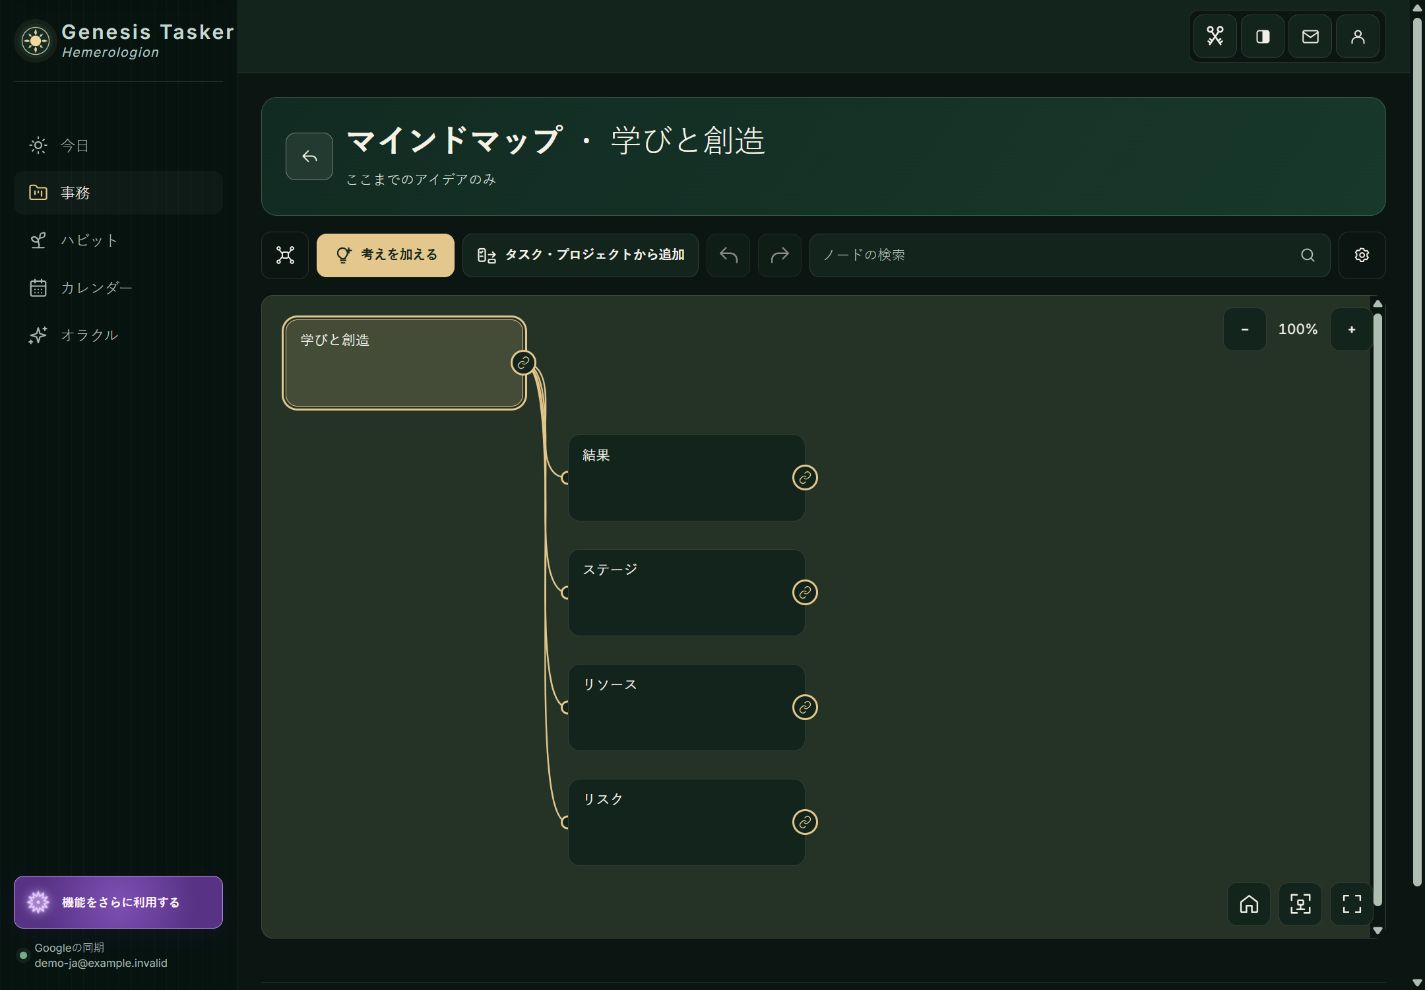 Genesis Tasker
Hemerologion
今日
事務
ハビット
カレンダー
オラクル
機能をさらに利用する
Googleの同期
demo-ja@example.invalid
マインドマップ · 学びと創造
ここまでのアイデアのみ
考えを加える
タスク・プロジェクトから追加
ノードの検索
- 100% +
学びと創造
結果
ステージ
リソース
リスク